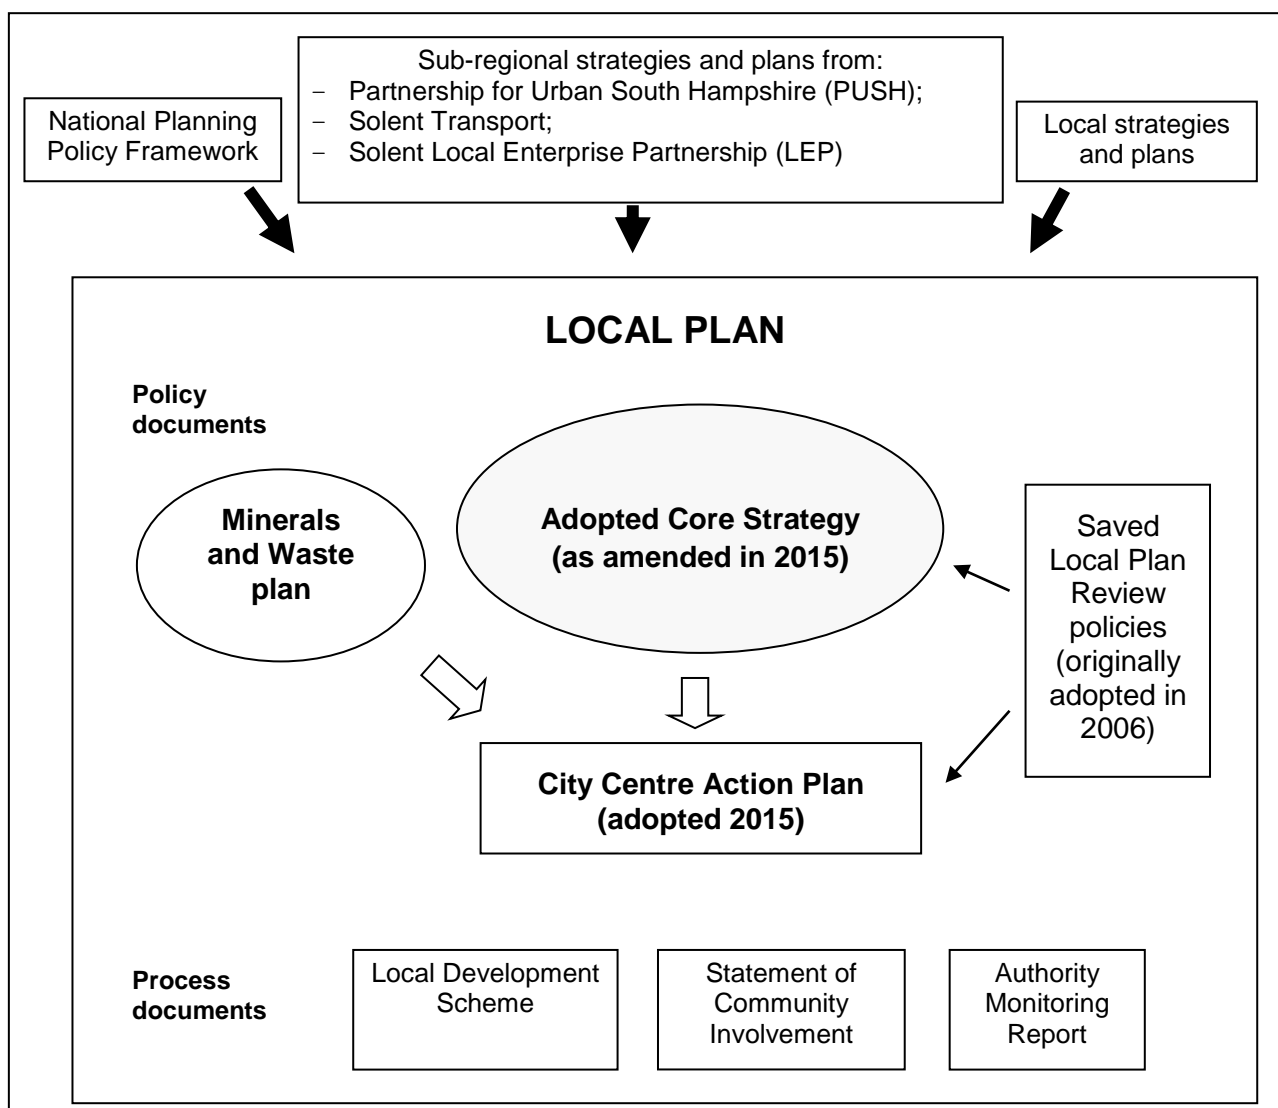 Sub-regional strategies and plans from:
− Partnership for Urban South Hampshire (PUSH);
− Solent Transport;
− Solent Local Enterprise Partnership (LEP)
National Planning
Policy Framework
Local strategies
and plans
LOCAL PLAN
Policy
documents
Minerals
and Waste
plan
Adopted Core Strategy
(as amended in 2015)
Saved
Local Plan
Review
policies
(originally
adopted in
2006)
City Centre Action Plan
(adopted 2015)
Process
documents
Local Development
Scheme
Statement of
Community
Involvement
Authority
Monitoring
Report